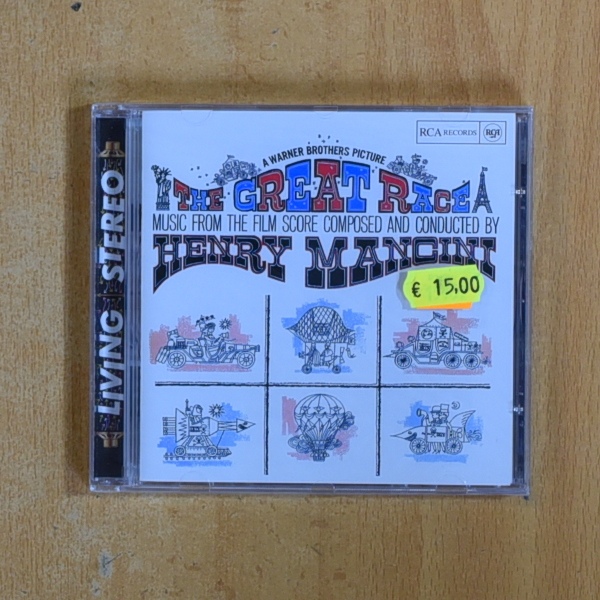 LIVING STEREO
RCA RECORDS RCA
A WARNER BROTHERS PICTURE
THE GREAT RACE
MUSIC FROM THE FILM SCORE COMPOSED AND CONDUCTED BY
HENRY MANCINI
€ 15,00